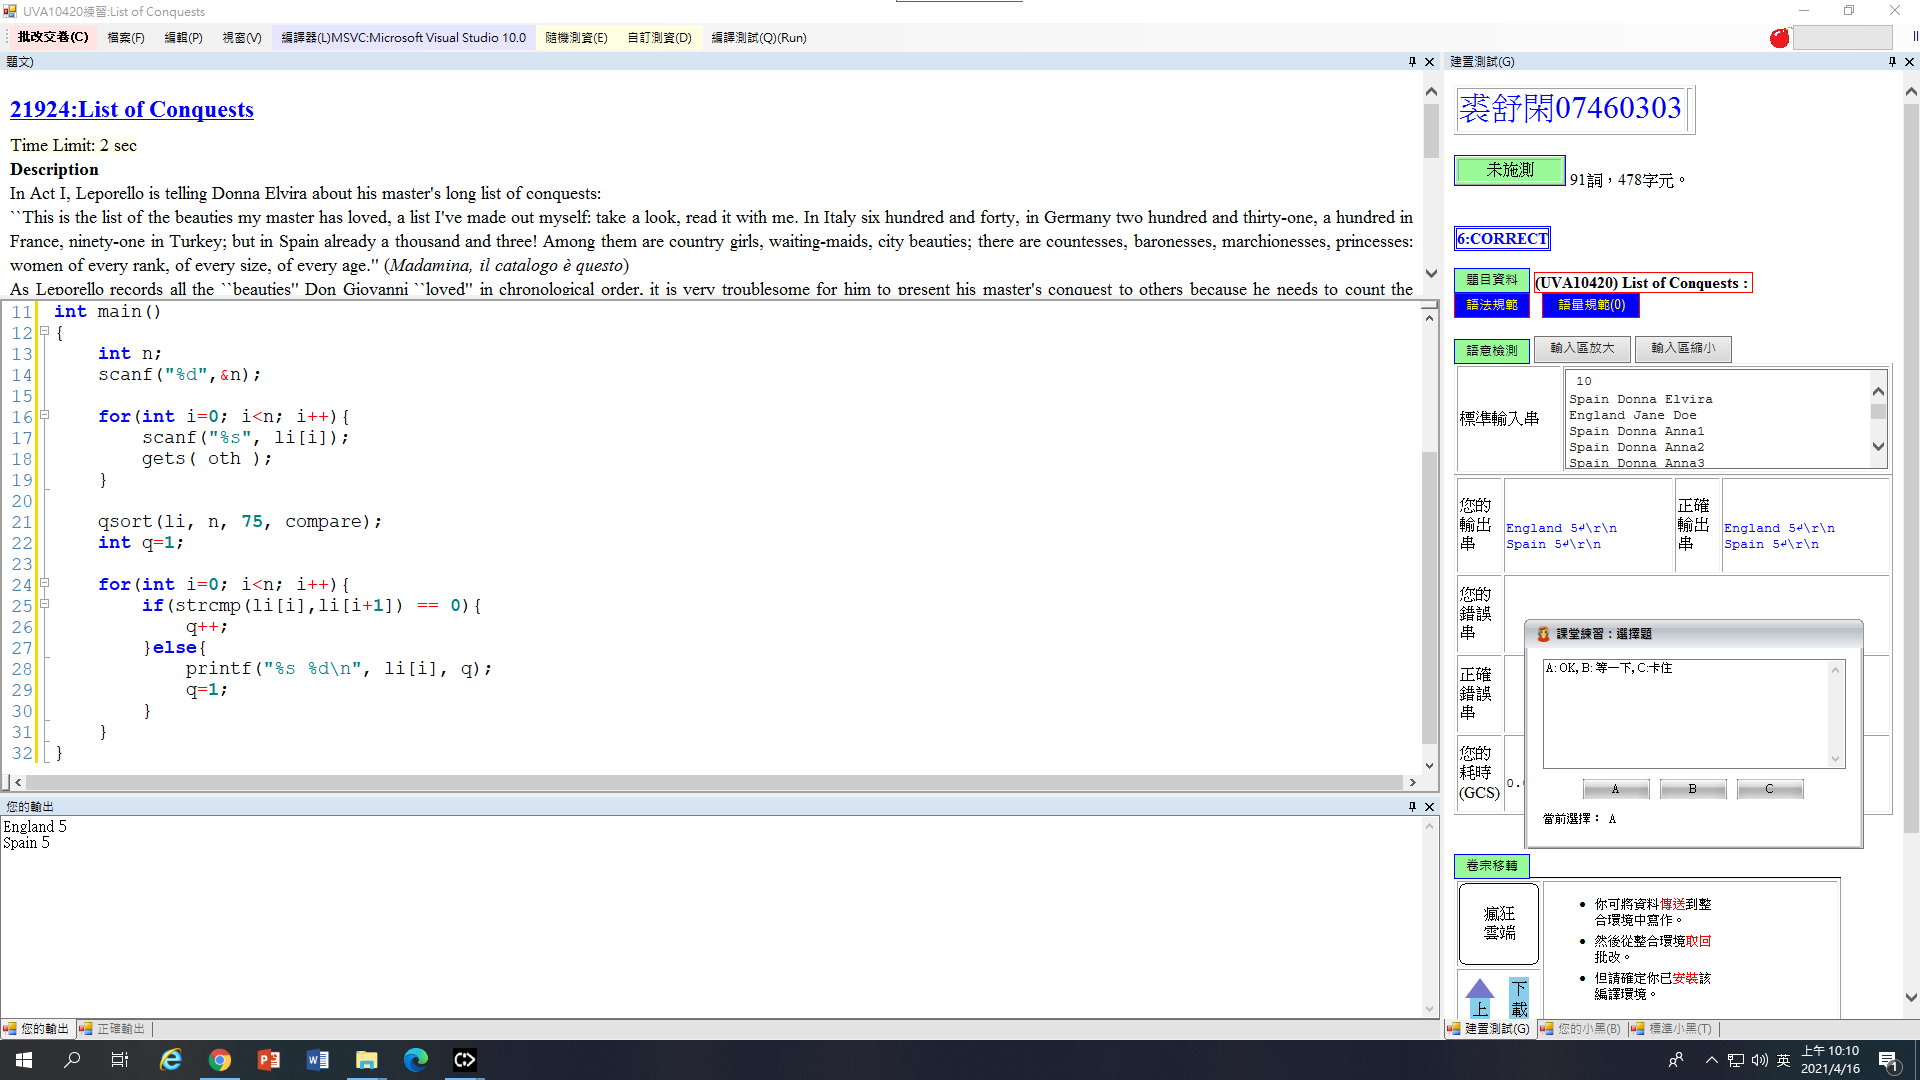 UVA10420練習:List of Conquests
批改交卷(C) 檔案(F) 編輯(P) 視窗(V) 編譯器(L)MSVC:Microsoft Visual Studio 10.0 隨機測資(E) 自訂測資(D) 編譯測試(Q)(Run)
題文)
21924:List of Conquests
Time Limit: 2 sec
Description
In Act I, Leporello is telling Donna Elvira about his master's long list of conquests:
``This is the list of the beauties my master has loved, a list I've made out myself: take a look, read it with me. In Italy six hundred and forty, in Germany two hundred and thirty-one, a hundred in
France, ninety-one in Turkey; but in Spain already a thousand and three! Among them are country girls, waiting-maids, city beauties; there are countesses, baronesses, marchionesses, princesses:
women of every rank, of every size, of every age.'' (Madamina, il catalogo è questo)
As Leporello records all the ``beauties'' Don Giovanni ``loved'' in chronological order, it is very troublesome for him to present his master's conquest to others because he needs to count the
11 int main()
12 {
13 int n;
14 scanf("%d",&n);
15
16 for(int i=0; i<n; i++){
17 scanf("%s", li[i]);
18 gets( oth );
19 }
20
21 qsort(li, n, 75, compare);
22 int q=1;
23
24 for(int i=0; i<n; i++){
25 if(strcmp(li[i],li[i+1]) == 0){
26 q++;
27 }else{
28 printf("%s %d\n", li[i], q);
29 q=1;
30 }
31 }
32 }
您的輸出
England 5
Spain 5
您的輸出 正確輸出
建置測試(G)
裘舒閑07460303
未施測 91詞，478字元。
6:CORRECT
題目資料 (UVA10420) List of Conquests :
語法規範 語量規範(0)
語意檢測 輸入區放大 輸入區縮小
標準輸入串
10
Spain Donna Elvira
England Jane Doe
Spain Donna Anna1
Spain Donna Anna2
Spain Donna Anna3
您的
輸出
串
England 5↵\r\n
Spain 5↵\r\n
正確
輸出
串
England 5↵\r\n
Spain 5↵\r\n
您的
錯誤
串
正確
錯誤
串
您的
耗時
(GCS)
0.
課堂練習：選擇題
A: OK, B: 等一下, C:卡住
A B C
當前選擇： A
卷宗移轉
瘋狂
雲端
上
下
載
你可將資料傳送到整
合環境中寫作。
然後從整合環境取回
批改。
但請確定你已安裝該
編譯環境。
建置測試(G) 您的小黑(B) 標準小黑(T)
英
上午 10:10
2021/4/16
1